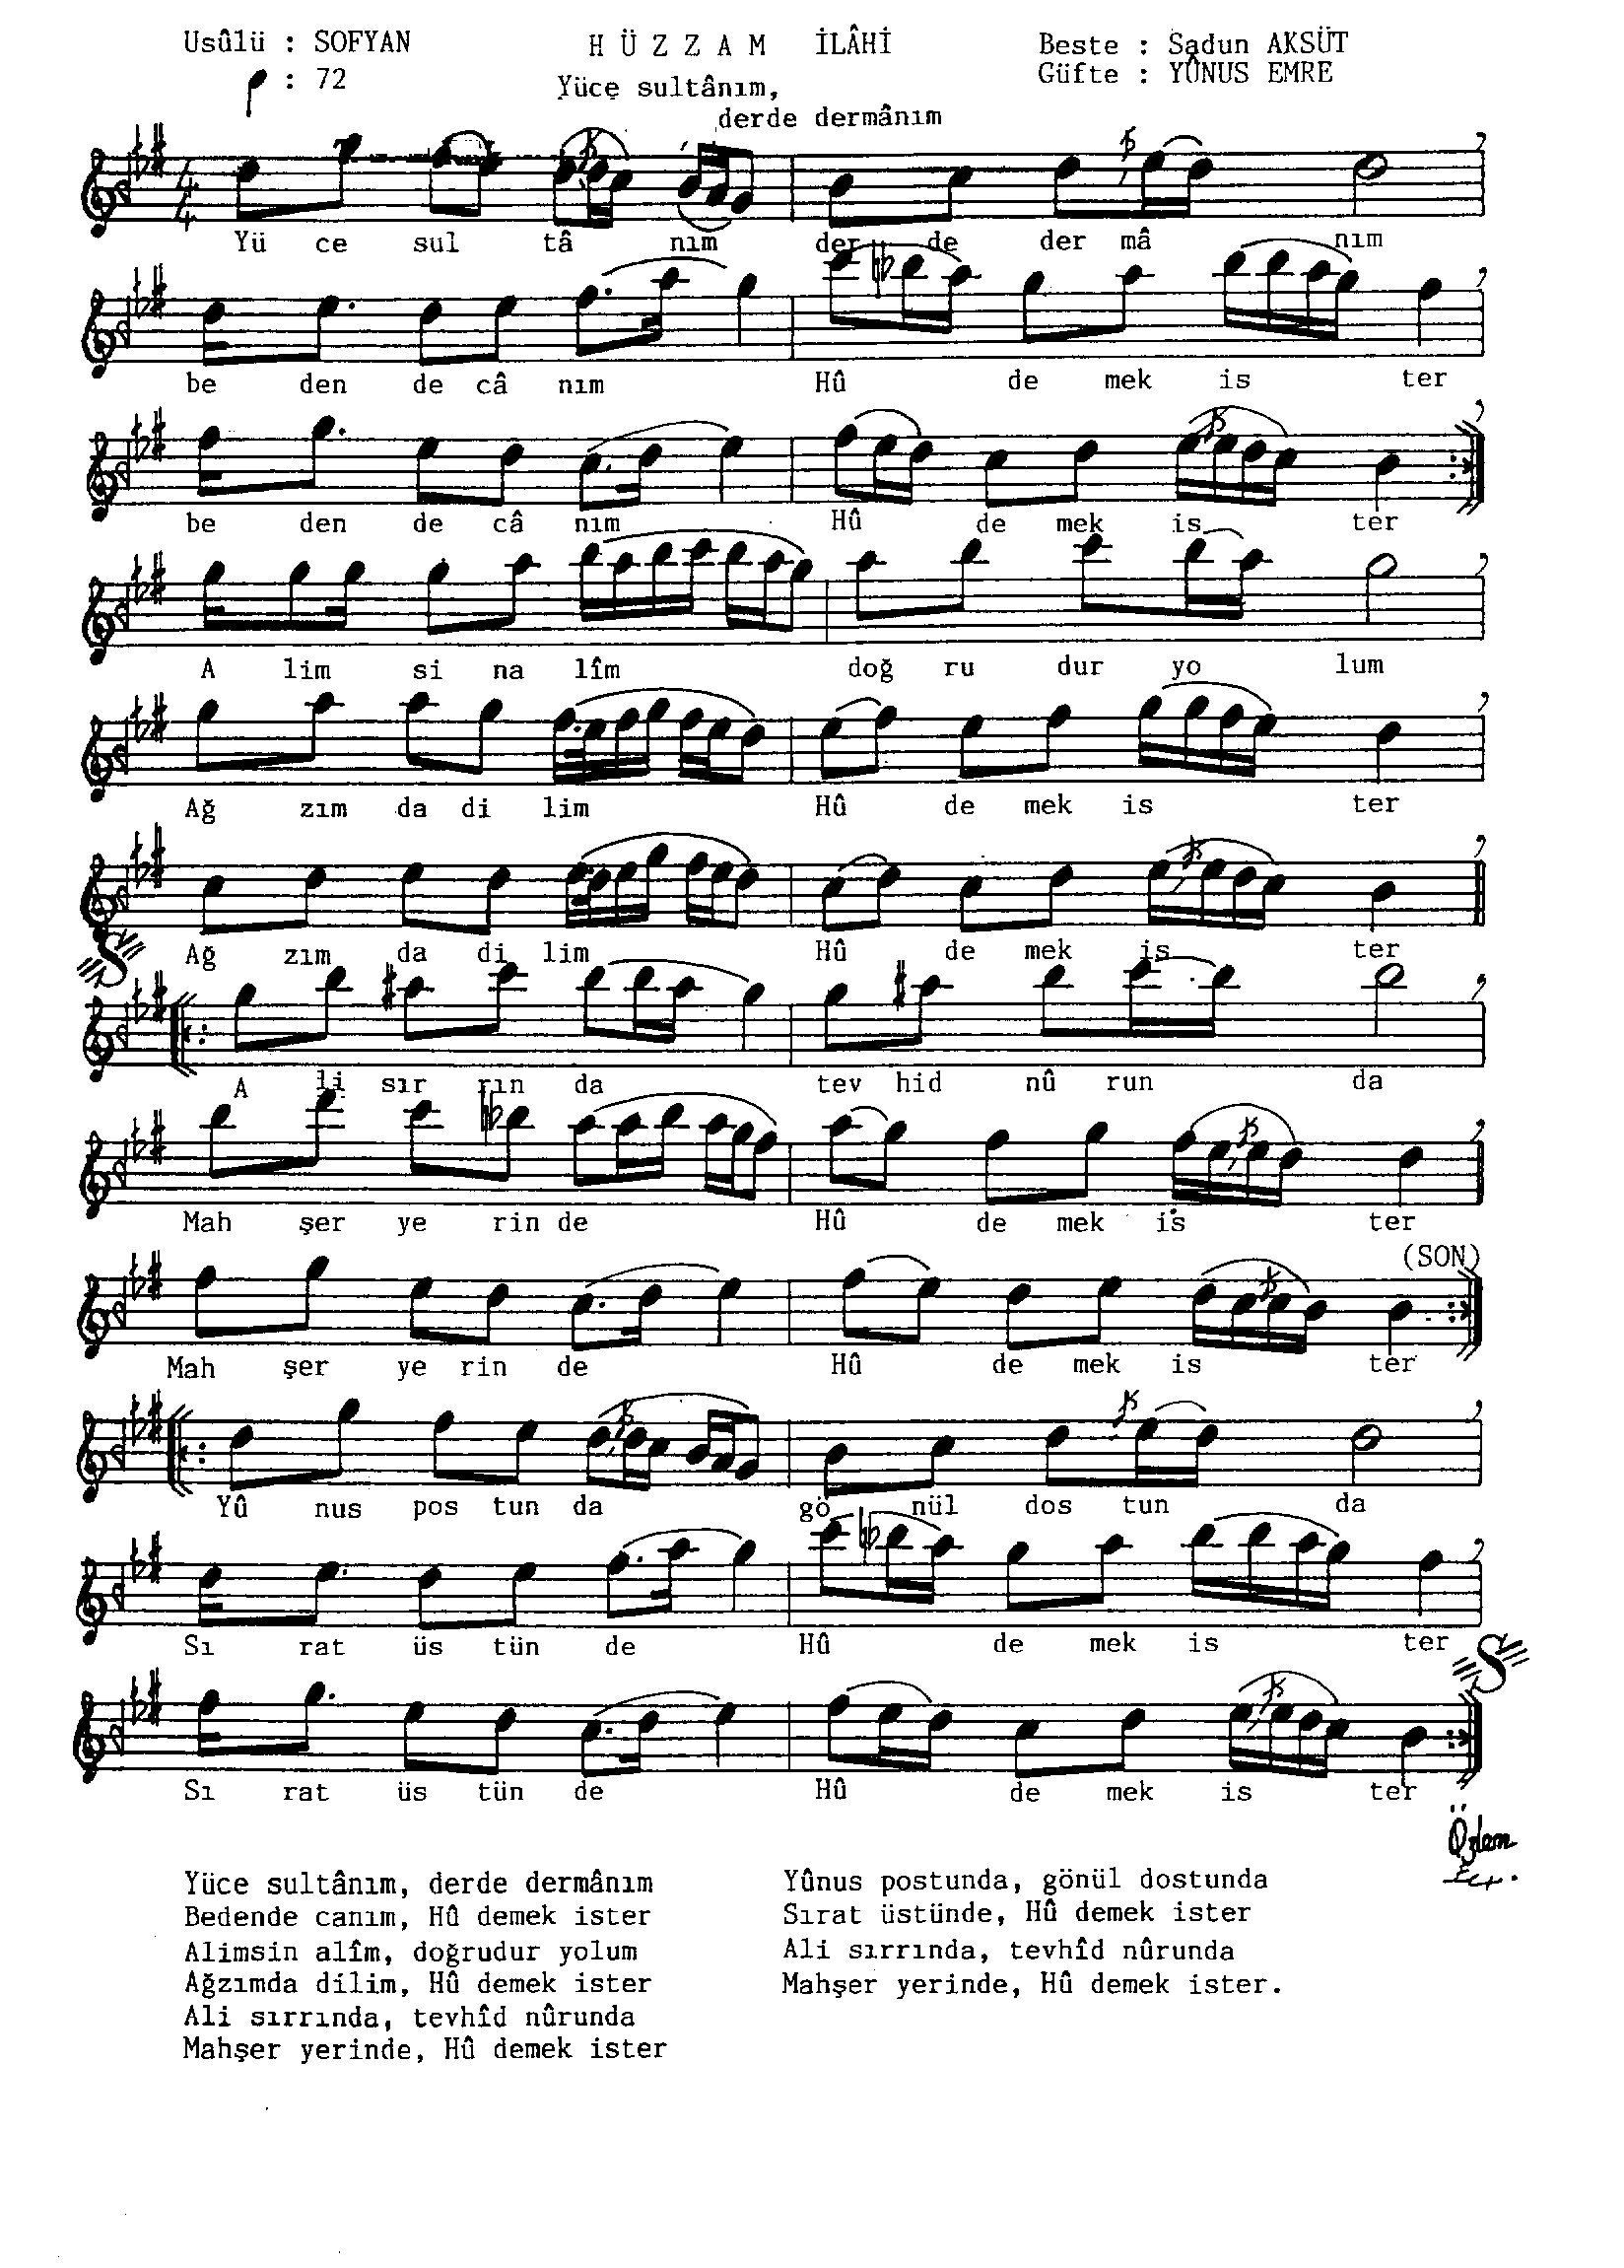 Usûlü : SOFYAN
: 72
HÜZZAM İLÂHİ
Yüce sultânım,
derde dermânım
Beste : Sadun AKSÜT
Güfte : YÛNUS EMRE
4
4
Yü ce sul tâ nım der de der mâ nım
be den de câ nım Hû de mek is ter
be den de câ nım Hû de mek is ter
A lim si na lîm doğ ru dur yo lum
Ağ zım da di lim Hû de mek is ter
Ağ zım da di lim Hû de mek is ter
A li sır rın da tev hid nû run da
Mah şer ye rin de Hû de mek is ter
(SON)
Mah şer ye rin de Hû de mek is ter
Yû nus pos tun da gö nül dos tun da
Sı rat üs tün de Hû de mek is ter
Sı rat üs tün de Hû de mek is ter
Özlem
Yüce sultânım, derde dermânım
Bedende canım, Hû demek ister
Alimsin alîm, doğrudur yolum
Ağzımda dilim, Hû demek ister
Ali sırrında, tevhîd nûrunda
Mahşer yerinde, Hû demek ister
Yûnus postunda, gönül dostunda
Sırat üstünde, Hû demek ister
Ali sırrında, tevhîd nûrunda
Mahşer yerinde, Hû demek ister.